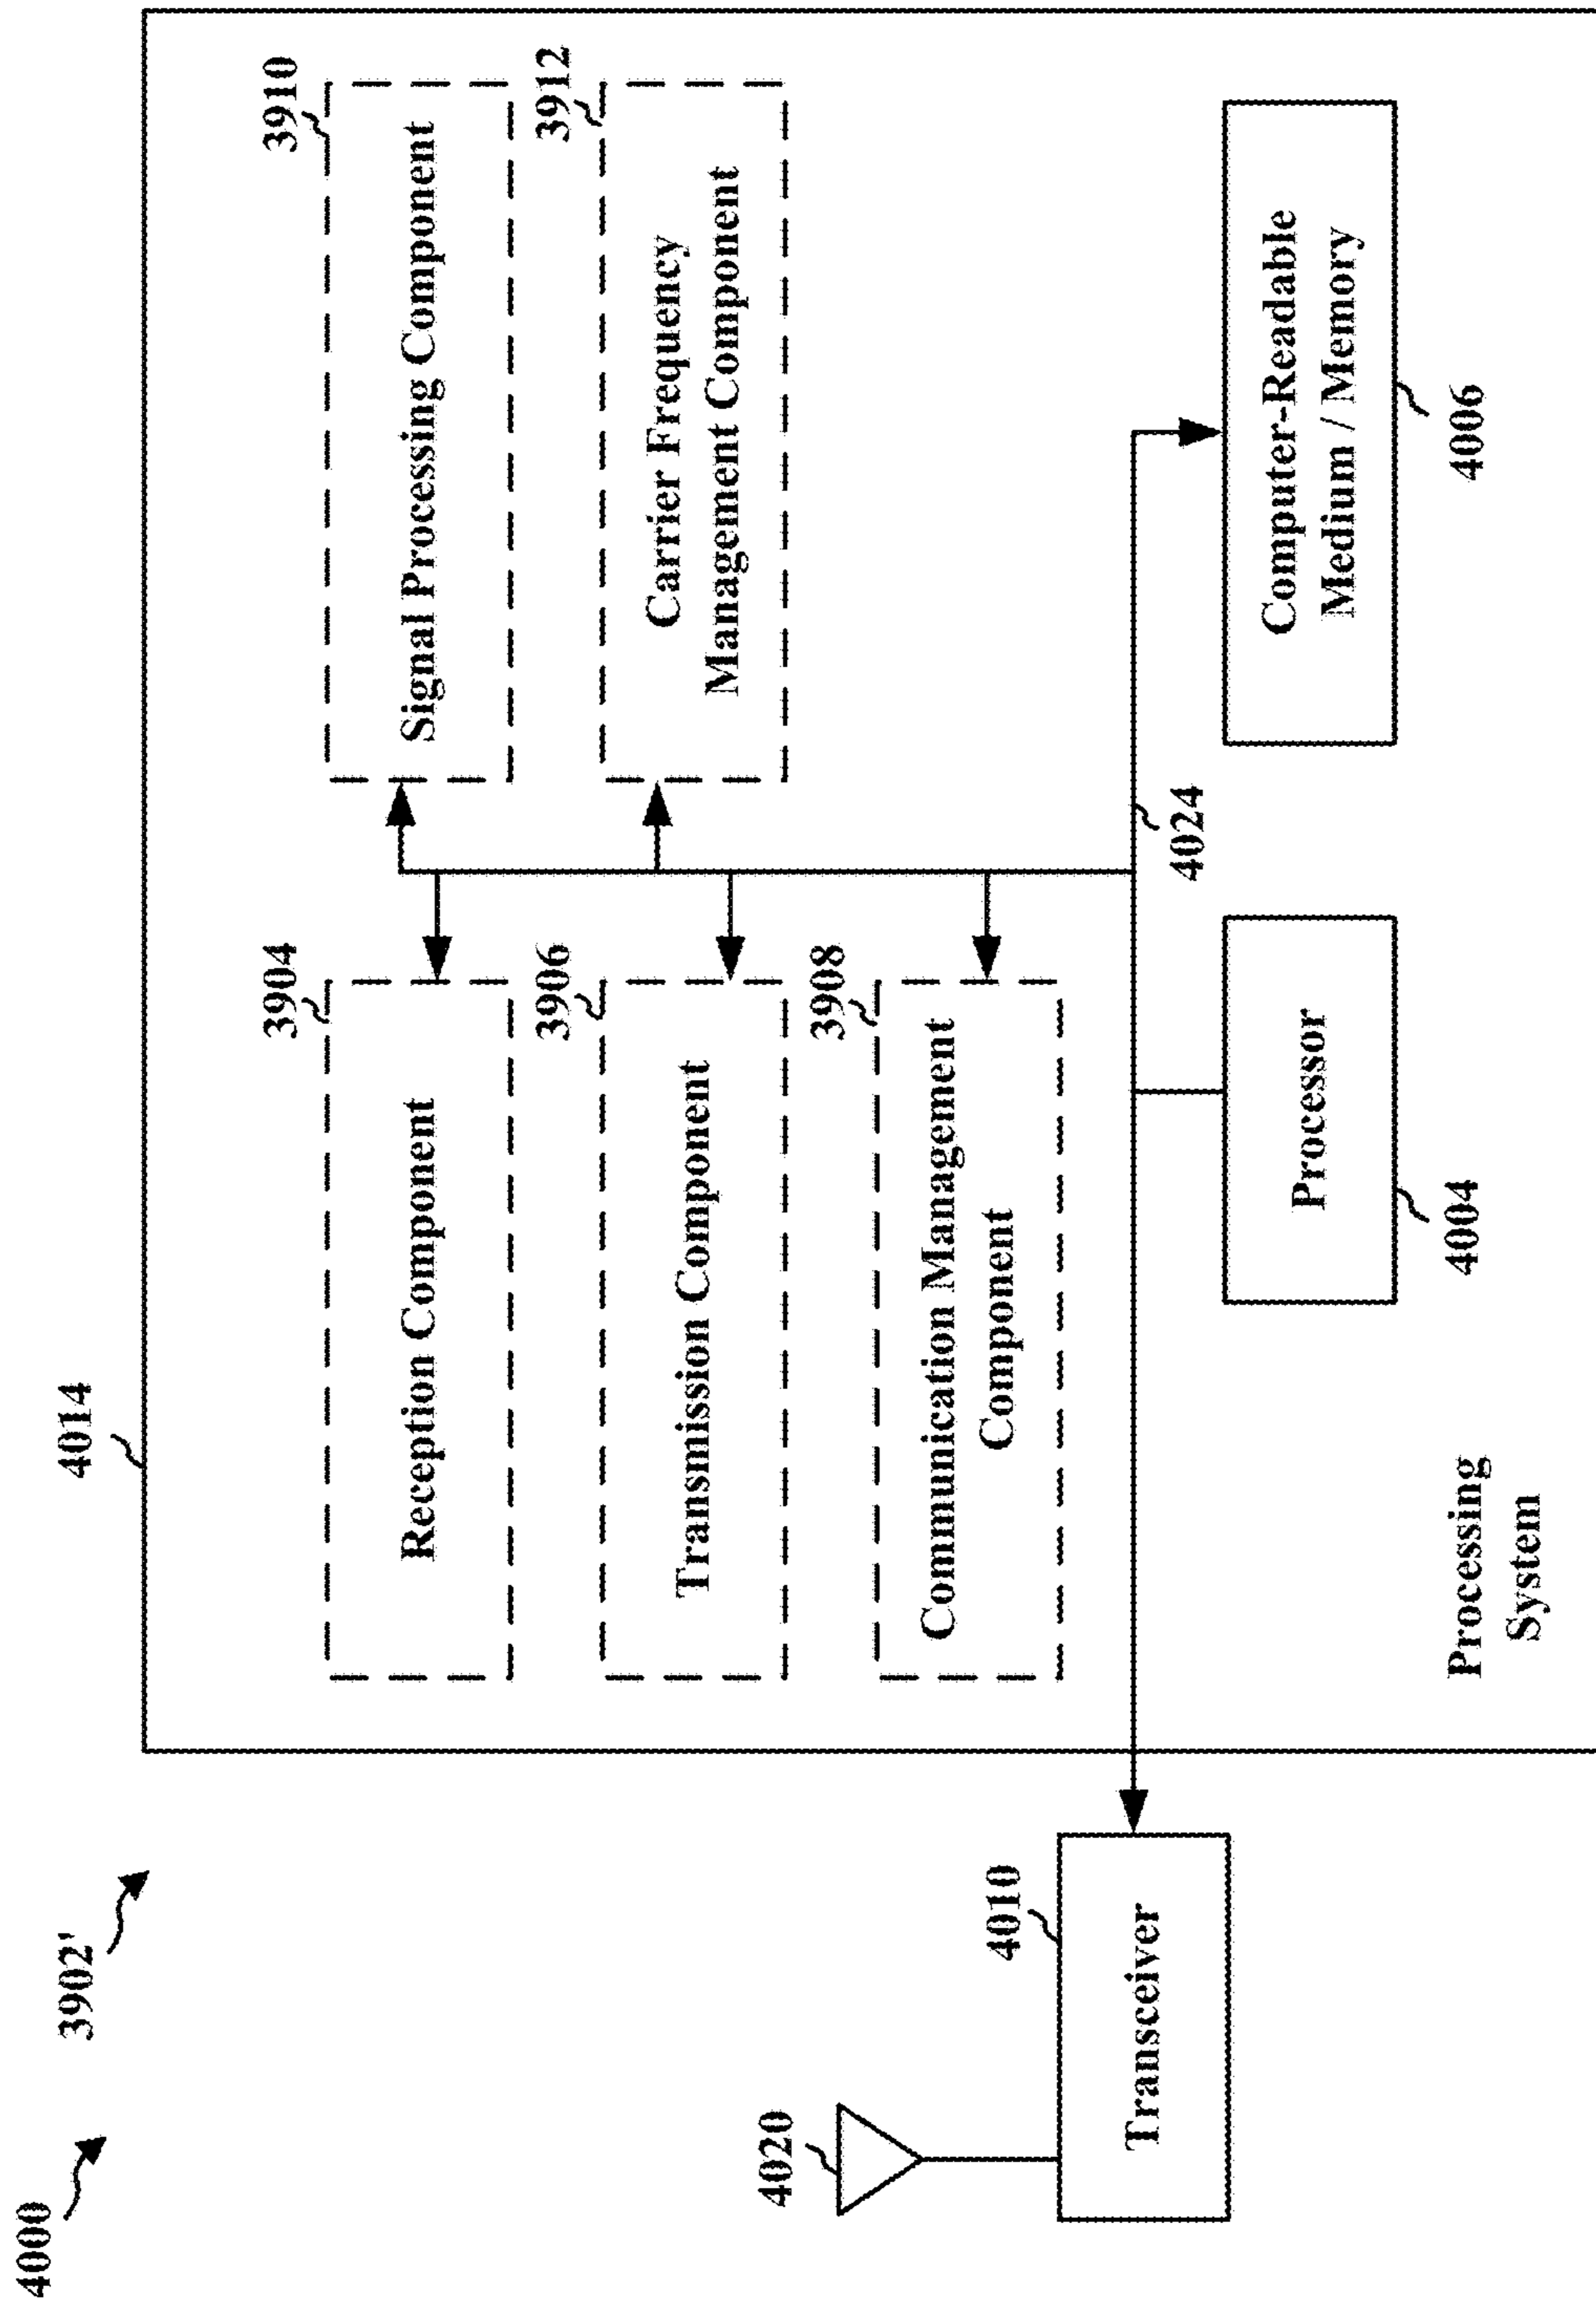 4000
3902'
4014
3904
Reception Component
3910
Signal Processing Component
3906
Transmission Component
3912
Carrier Frequency
Management Component
3908
Communication Management
Component
4020
4010
Transceiver
4024
Processor
4004
Computer-Readable
Medium / Memory
4006
Processing
System